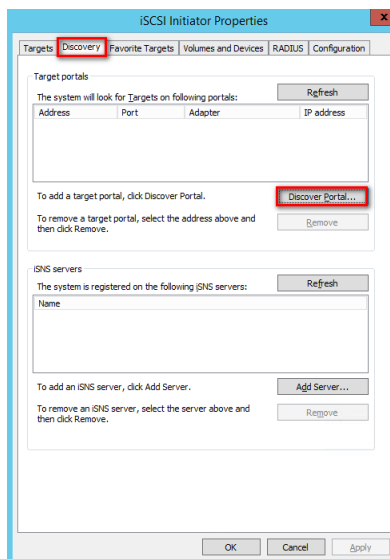 iSCSI Initiator Properties
x
Targets Discovery Favorite Targets Volumes and Devices RADIUS Configuration
Target portals
The system will look for Targets on following portals:
Refresh
Address Port Adapter IP address
To add a target portal, click Discover Portal.
Discover Portal...
To remove a target portal, select the address above and
then click Remove.
Remove
iSNS servers
The system is registered on the following iSNS servers:
Refresh
Name
To add an iSNS server, click Add Server.
Add Server...
To remove an iSNS server, select the server above and
then click Remove.
Remove
OK Cancel Apply